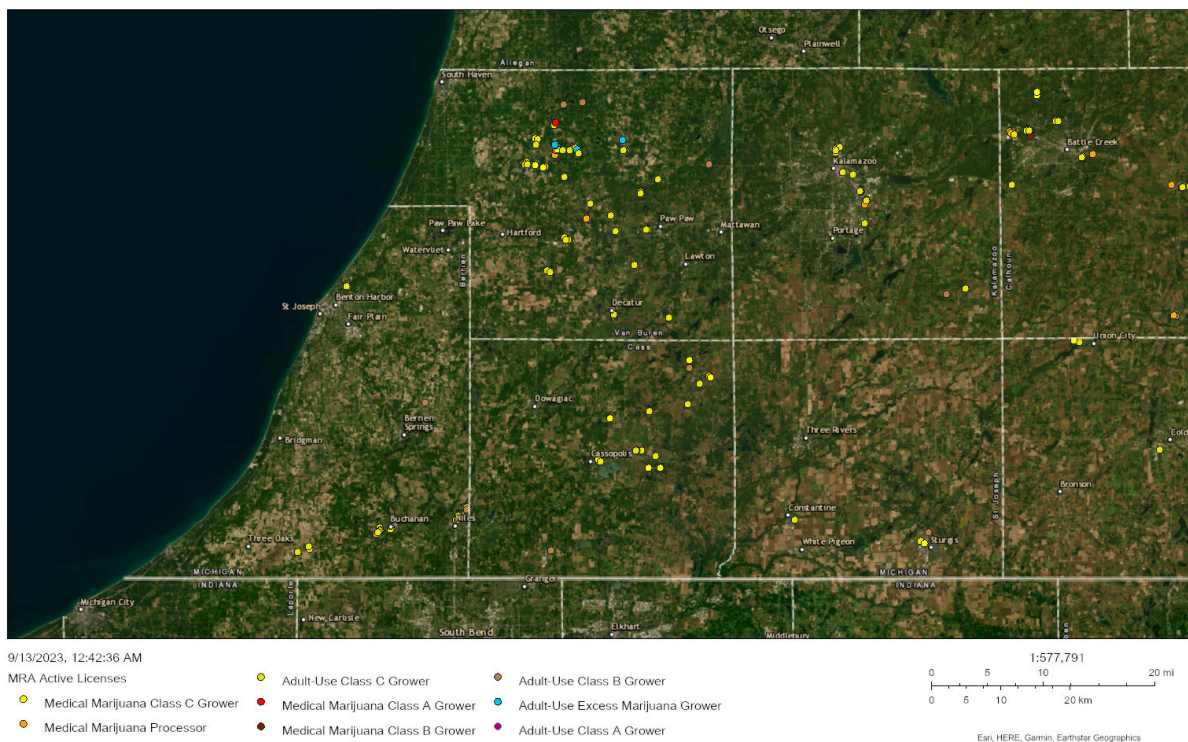 Otsego
Plainwell
Allegan
South Haven
Battle Creek
Kalamazoo
Paw Paw Lake
Paw Paw
Mattawan
Hartford
Portage
Watervliet
Lawton
Berrien
Kalamazoo
Calhoun
Benton Harbor
St Joseph
Decatur
Fair Plain
Van Buren
Union City
Cass
Dowagiac
Berrien
Springs
Three Rivers
Bridgman
Cold
Cassopolis
Bronson
St Joseph
Constantine
Buchanan
Niles
Three Oaks
White Pigeon
Sturgis
MICHIGAN
MICHIGAN
INDIANA
INDIANA
Granger
Laporte
Michigan City
New Carlisle
South Bend
Elkhart
Middlebury
9/13/2023, 12:42:36 AM
1:577,791
MRA Active Licenses
0 5 10 20 mi
0 5 10 20 km
Medical Marijuana Class C Grower
Medical Marijuana Processor
Adult-Use Class C Grower
Medical Marijuana Class A Grower
Medical Marijuana Class B Grower
Adult-Use Class B Grower
Adult-Use Excess Marijuana Grower
Adult-Use Class A Grower
Esri, HERE, Garmin, Earthstar Geographics